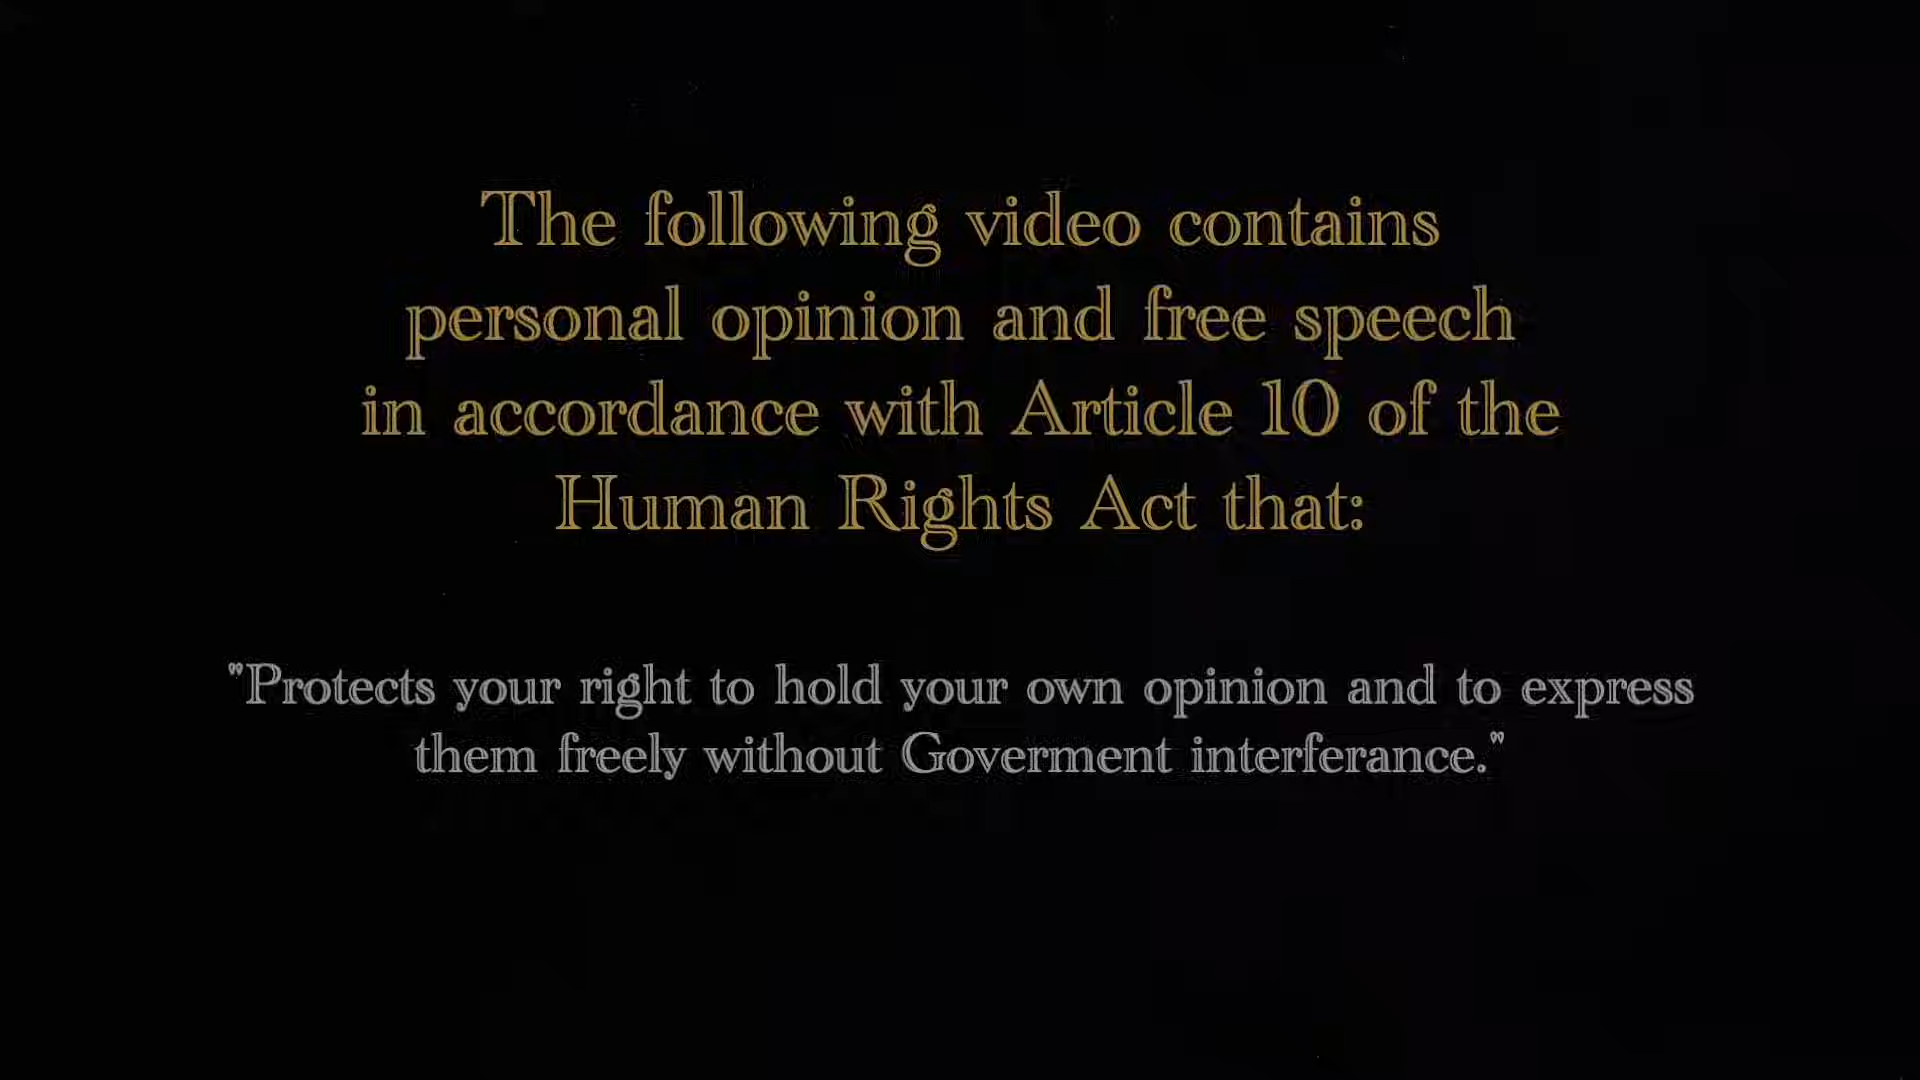 The following video contains
personal opinion and free speech
in accordance with Article 10 of the
Human Rights Act that:
"Protects your right to hold your own opinion and to express
them freely without Goverment interferance."